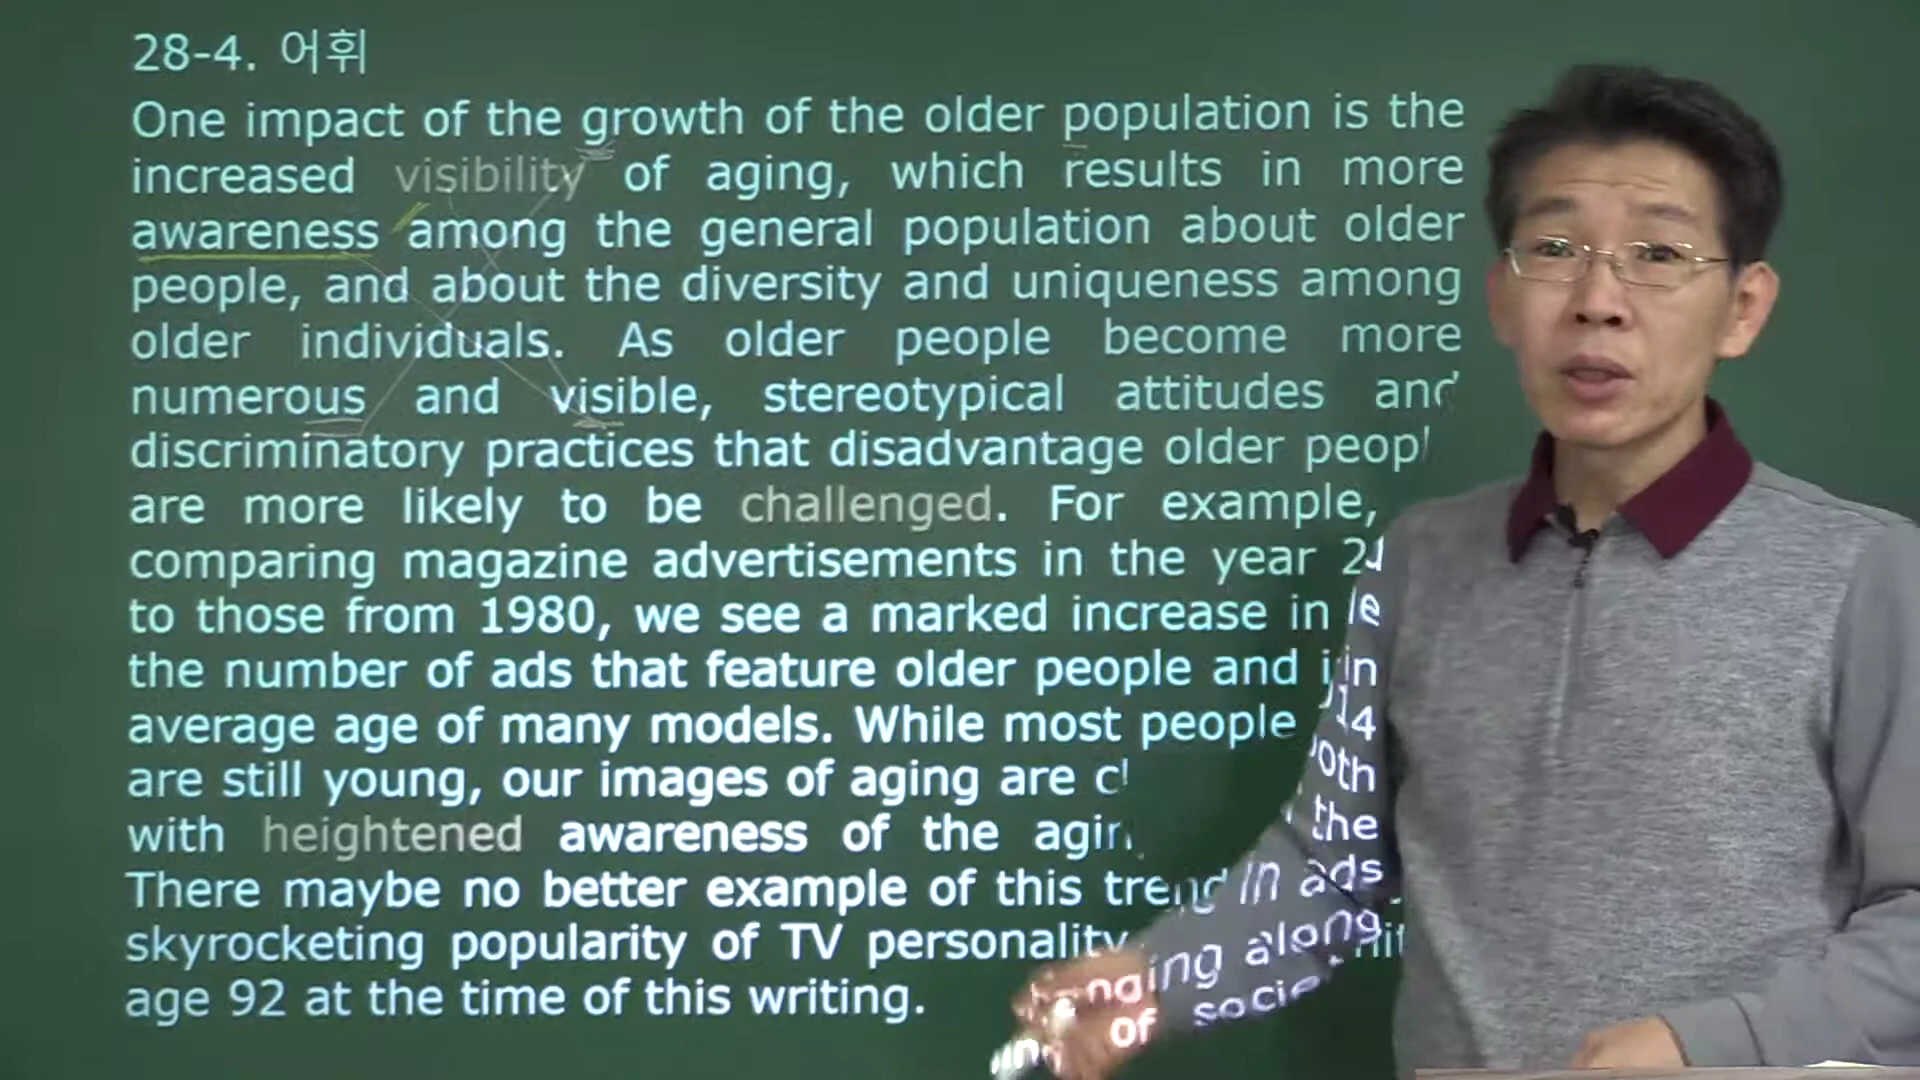 28-4. 어휘
One impact of the growth of the older population is the
increased visibility of aging, which results in more
awareness among the general population about older
people, and about the diversity and uniqueness among
older individuals. As older people become more
numerous and visible, stereotypical attitudes and
discriminatory practices that disadvantage older
are more likely to be challenged. For example,
comparing magazine advertisements in the year
to those from 1980, we see a marked increase in
the number of ads that feature older people and in
average age of many models. While most people in ads
are still young, our images of aging are changing along
with heightened awareness of the of
There maybe no better example of this trend
skyrocketing popularity of TV personality
age 92 at the time of this writing.